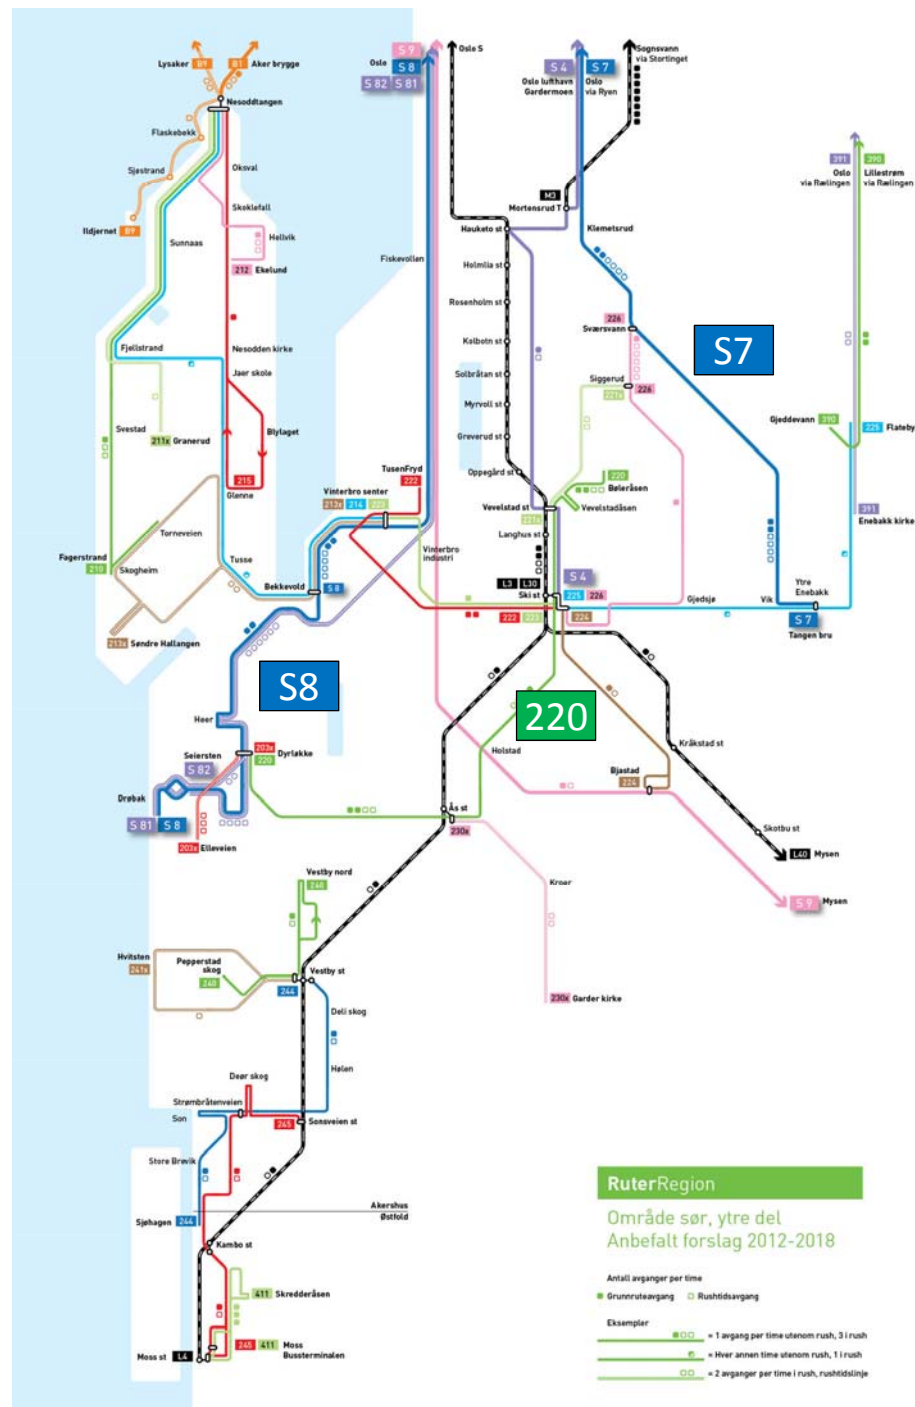 Lysaker B9
B1 Aker brygge
Nesoddtangen
Flaskebekk
Sjøstrand
Ildjernet B9
Oksval
Skoklefall
Hellvik
212 Ekelund
Sunnaas
Fjellstrand
Nesodden kirke
Jaer skole
Svestad
211x Granerud
Blylaget
215
Glenne
Torneveien
Fagerstrand
210
Skogheim
Tusse
213x Søndre Hallangen
S 9
Oslo S 8
S 82 S 81
Oslo S
Fiskevollen
S 4
Oslo lufthavn
Gardermoen
S 7
Oslo
via Ryen
Sognsvann
via Stortinget
M3
Mortensrud T
Hauketo st
Holmlia st
Rosenholm st
Kolbotn st
Solbråtan st
Myrvoll st
Greverud st
Oppegård st
Vevelstad st
221x
Langhus st
L3 L30
Ski st
S 4
225 226
222 223
224
Klemetsrud
226
Sværsvann
S7
Siggerud
221x
226
220
Bøleråsen
Vevelstadåsen
391
Oslo
via Rælingen
390
Lillestrøm
via Rælingen
Gjeddevann 390
225 Flateby
391
Enebakk kirke
Gjedsjø
Vik
Ytre
Enebakk
S 7
Tangen bru
TusenFryd
222
Vinterbro senter
213x 214 223
Vinterbro
industri
Bekkevold
S 8
S8
220
Heer
Seiersten
S 82
203x
220
Dyrløkke
Drøbak
S 81 S 8
203x Elleveien
Holstad
Bjastad
224
Kråkstad st
Skotbu st
L40 Mysen
S 9 Mysen
Ås st
230x
Kroer
230x Garder kirke
Vestby nord
240
Hvitsten
241x
Pepperstad
skog
240
Vestby st
244
Deli skog
Hølen
Deør skog
Strømbråtenveien
Son
245
Sonsveien st
Store Brevik
Sjøhagen 244
Akershus
Østfold
Kambo st
411 Skredderåsen
245 411 Moss
Bussterminalen
Moss st L4
RuterRegion
Område sør, ytre del
Anbefalt forslag 2012-2018
Antall avganger per time
Grunnruteavgang
Rushtidsavgang
Eksempler
= 1 avgang per time utenom rush, 3 i rush
= Hver annen time utenom rush, 1 i rush
= 2 avganger per time i rush, rushtidslinje